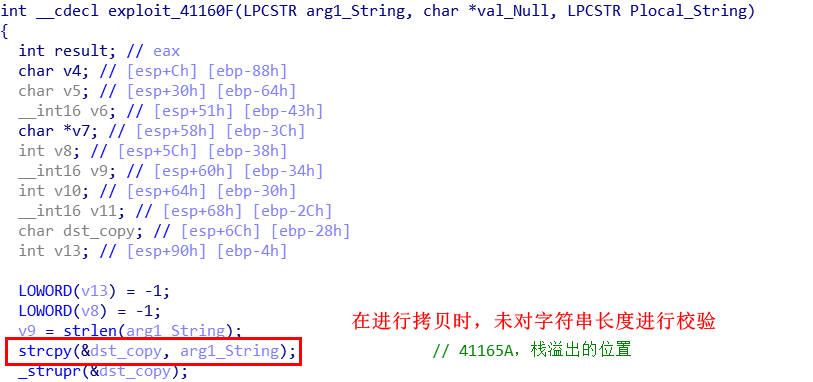 int __cdecl exploit_41160F(LPCSTR arg1_String, char *val_Null, LPCSTR Plocal_String)
{
int result; // eax
char v4; // [esp+Ch] [ebp-88h]
char v5; // [esp+30h] [ebp-64h]
__int16 v6; // [esp+51h] [ebp-43h]
char *v7; // [esp+58h] [ebp-3Ch]
int v8; // [esp+5Ch] [ebp-38h]
__int16 v9; // [esp+60h] [ebp-34h]
int v10; // [esp+64h] [ebp-30h]
__int16 v11; // [esp+68h] [ebp-2Ch]
char dst_copy; // [esp+6Ch] [ebp-28h]
int v13; // [esp+90h] [ebp-4h]
LOWORD(v13) = -1;
LOWORD(v8) = -1;
v9 = strlen(arg1_String);
在进行拷贝时，未对字符串长度进行校验
strcpy(&dst_copy, arg1_String); // 41165A，栈溢出的位置
_strupr(&dst_copy);